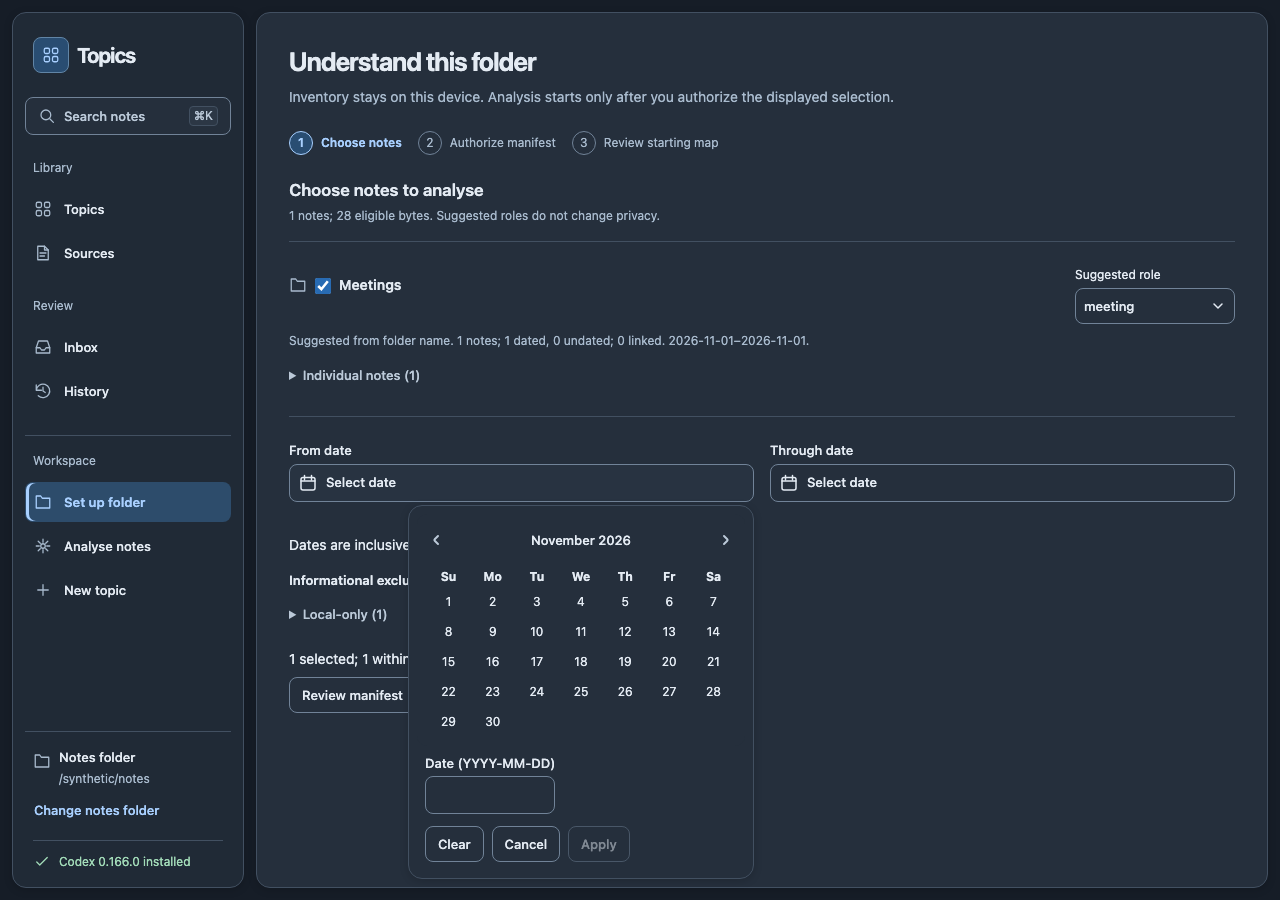 Topics
Search notes ⌘K
Library
Topics
Sources
Review
Inbox
History
Workspace
Set up folder
Analyse notes
New topic
Notes folder
/synthetic/notes
Change notes folder
Codex 0.166.0 installed
Understand this folder
Inventory stays on this device. Analysis starts only after you authorize the displayed selection.
1 Choose notes 2 Authorize manifest 3 Review starting map
Choose notes to analyse
1 notes; 28 eligible bytes. Suggested roles do not change privacy.
Meetings
Suggested role
meeting
Suggested from folder name. 1 notes; 1 dated, 0 undated; 0 linked. 2026-11-01–2026-11-01.
Individual notes (1)
From date
Select date
Through date
Select date
Dates are inclusive
Informational exclu
Local-only (1)
1 selected; 1 within
Review manifest
November 2026
Su Mo Tu We Th Fr Sa
1 2 3 4 5 6 7
8 9 10 11 12 13 14
15 16 17 18 19 20 21
22 23 24 25 26 27 28
29 30
Date (YYYY-MM-DD)
Clear Cancel Apply